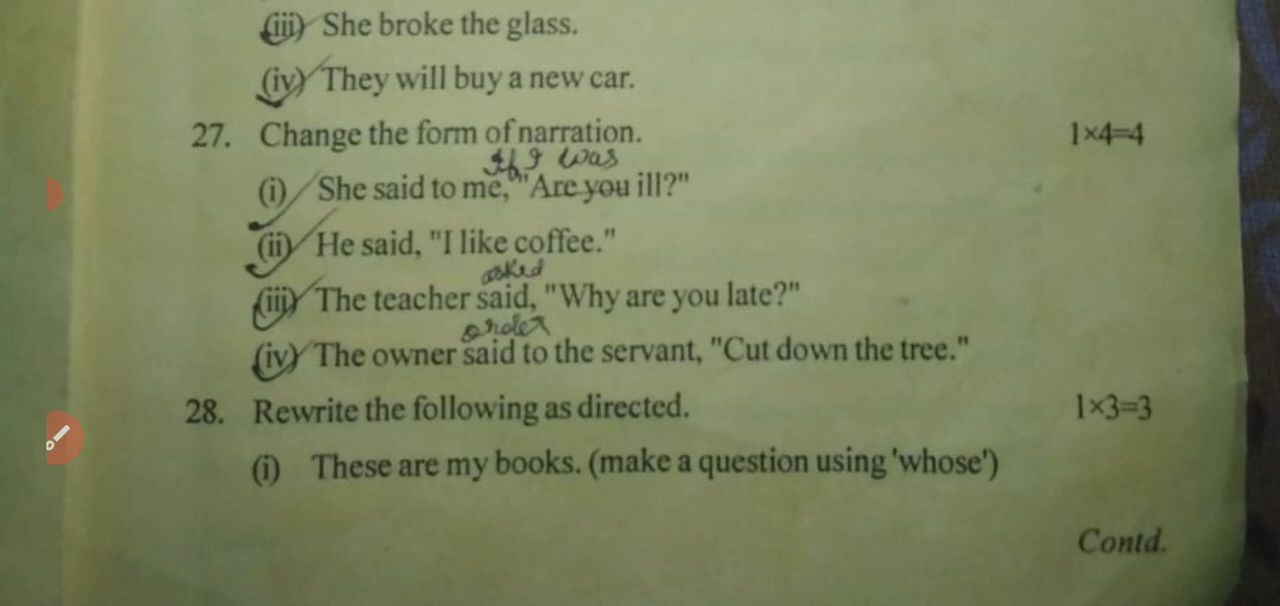 (iii) She broke the glass.
(iv) They will buy a new car.
27. Change the form of narration. 1×4=4
If I was
(i) She said to me, "Are you ill?"
(ii) He said, "I like coffee."
asked
(iii) The teacher said, "Why are you late?"
order
(iv) The owner said to the servant, "Cut down the tree."
28. Rewrite the following as directed. 1×3=3
(i) These are my books. (make a question using 'whose')
Contd.